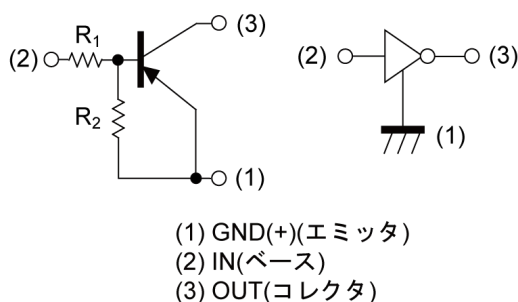 R1
(2)
(3)
R2
(1)
(2)
(3)
(1)
(1) GND(+)(エミッタ)
(2) IN(ベース)
(3) OUT(コレクタ)